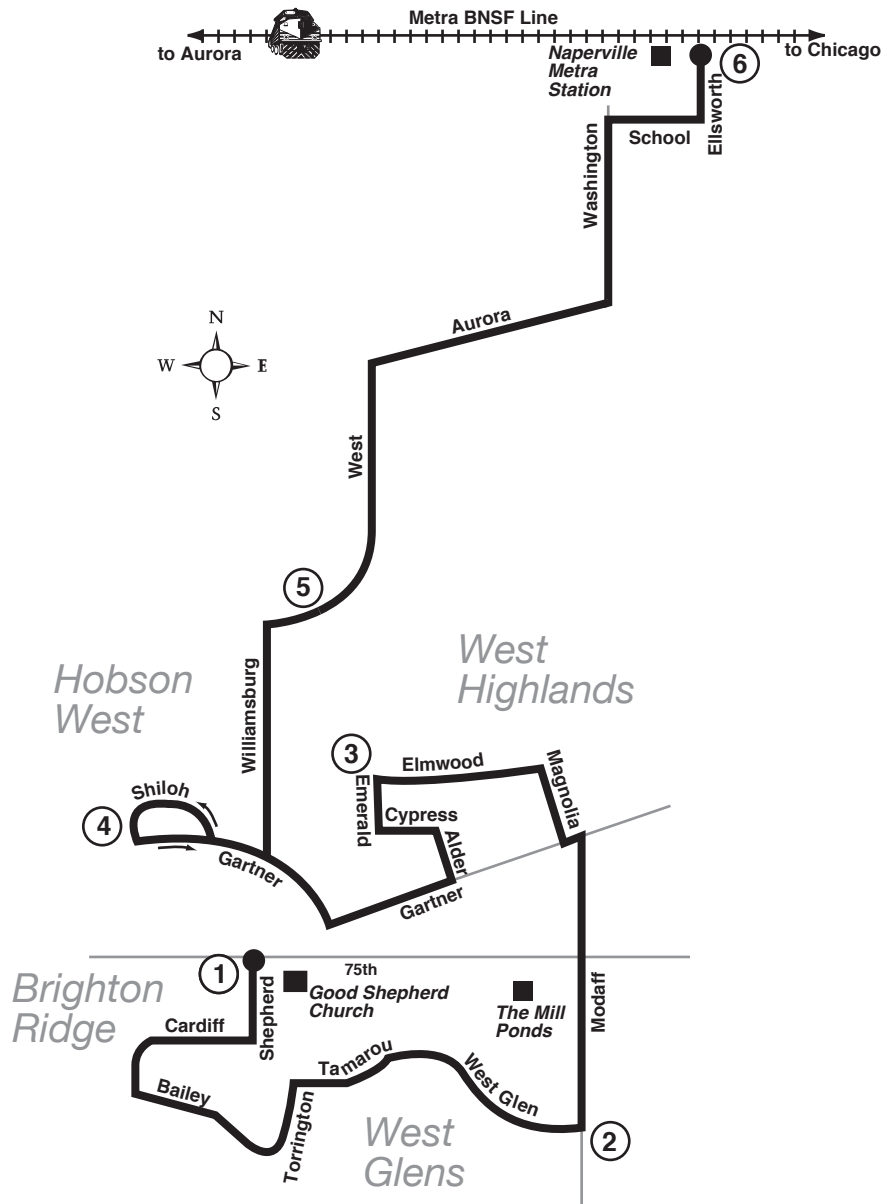 Metra BNSF Line
to Aurora
to Chicago
Naperville
Metra
Station
6
Ellsworth
School
Washington
Aurora
N
W
E
S
West
5
West
Highlands
Hobson
West
Williamsburg
3
Elmwood
Magnolia
Emerald
Shiloh
Cypress
4
Alder
Gartner
Gartner
1
75th
Good Shepherd
Church
The Mill
Ponds
Modaff
Brighton
Ridge
Shepherd
Cardiff
Tamarou
West Glen
Bailey
Torrington
West
Glens
2